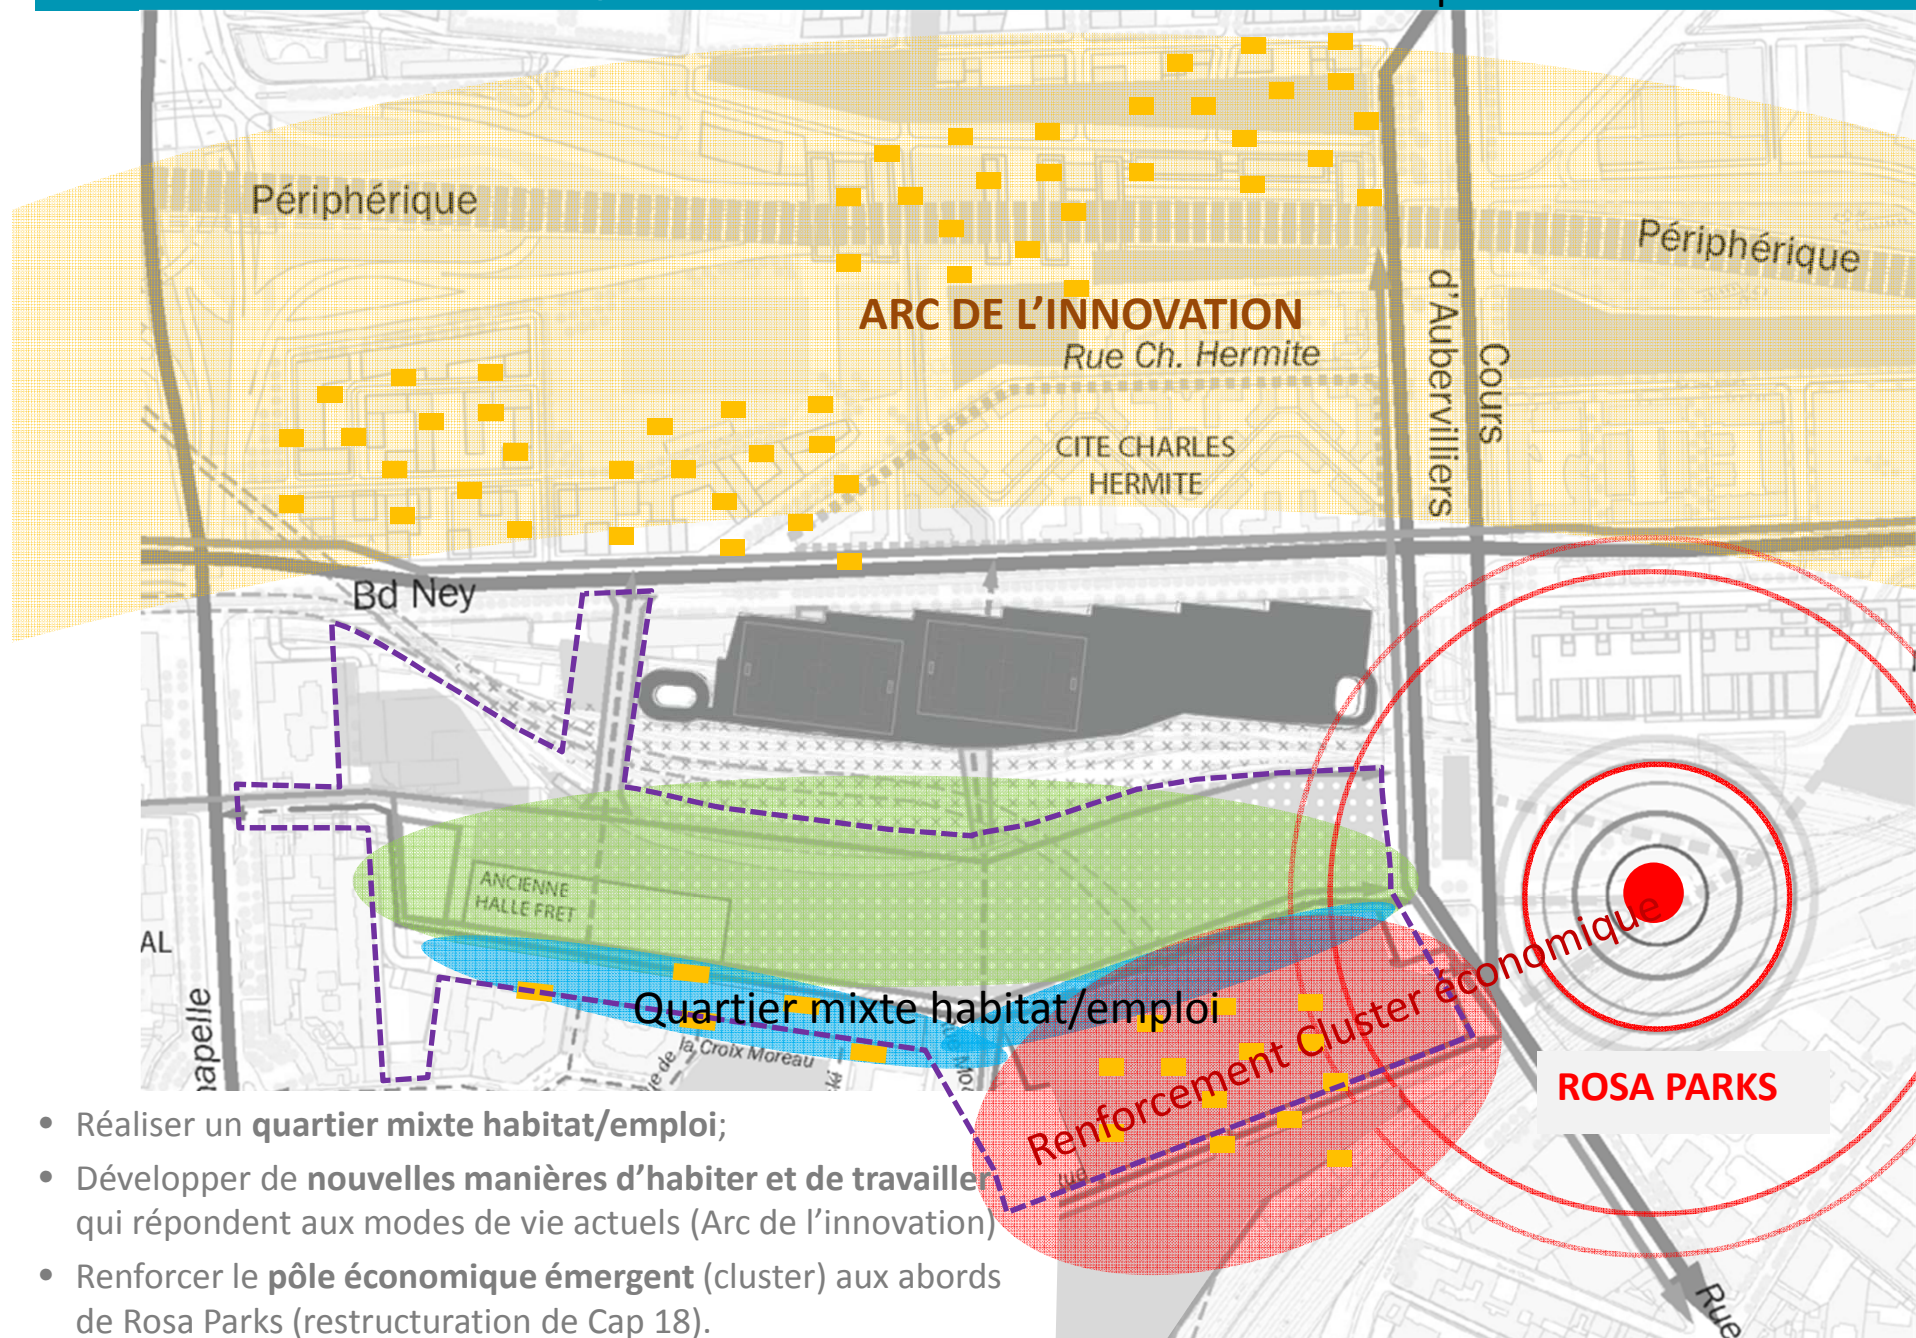 Périphérique
Périphérique
ARC DE L'INNOVATION
Rue Ch. Hermite
d'Aubervilliers
Cours
CITE CHARLES
HERMITE
Bd Ney
ANCIENNE
HALLE FRET
AL
apelle
Quartier mixte habitat/emploi
la Croix Moreau
Renforcement Cluster économique
ROSA PARKS
Rue
• Réaliser un quartier mixte habitat/emploi;
• Développer de nouvelles manières d'habiter et de travailler
qui répondent aux modes de vie actuels (Arc de l'innovation)
• Renforcer le pôle économique émergent (cluster) aux abords
de Rosa Parks (restructuration de Cap 18).